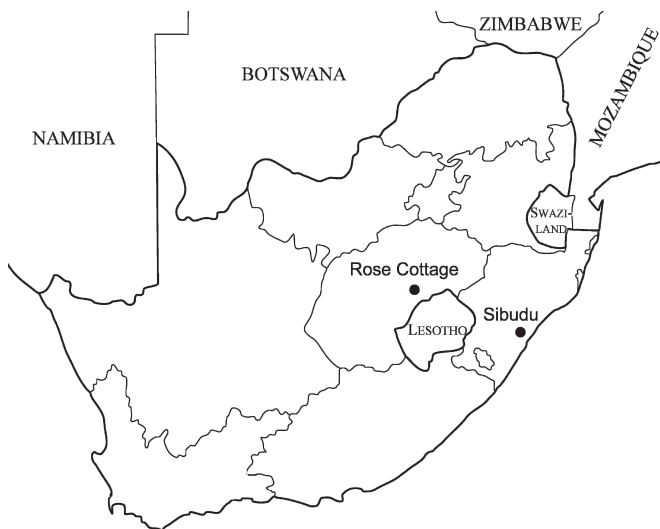 ZIMBABWE
BOTSWANA
MOZAMBIQUE
NAMIBIA
SWAZI-
LAND
Rose Cottage
Sibudu
LESOTHO